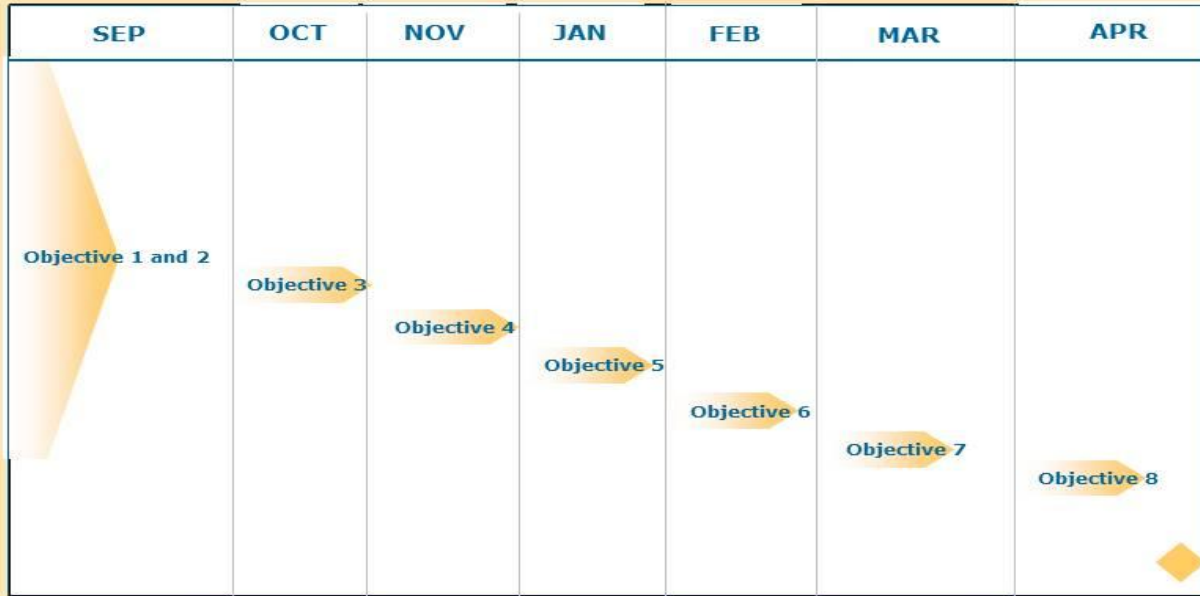 SEP OCT NOV JAN FEB MAR APR
Objective 1 and 2
Objective 3
Objective 4
Objective 5
Objective 6
Objective 7
Objective 8